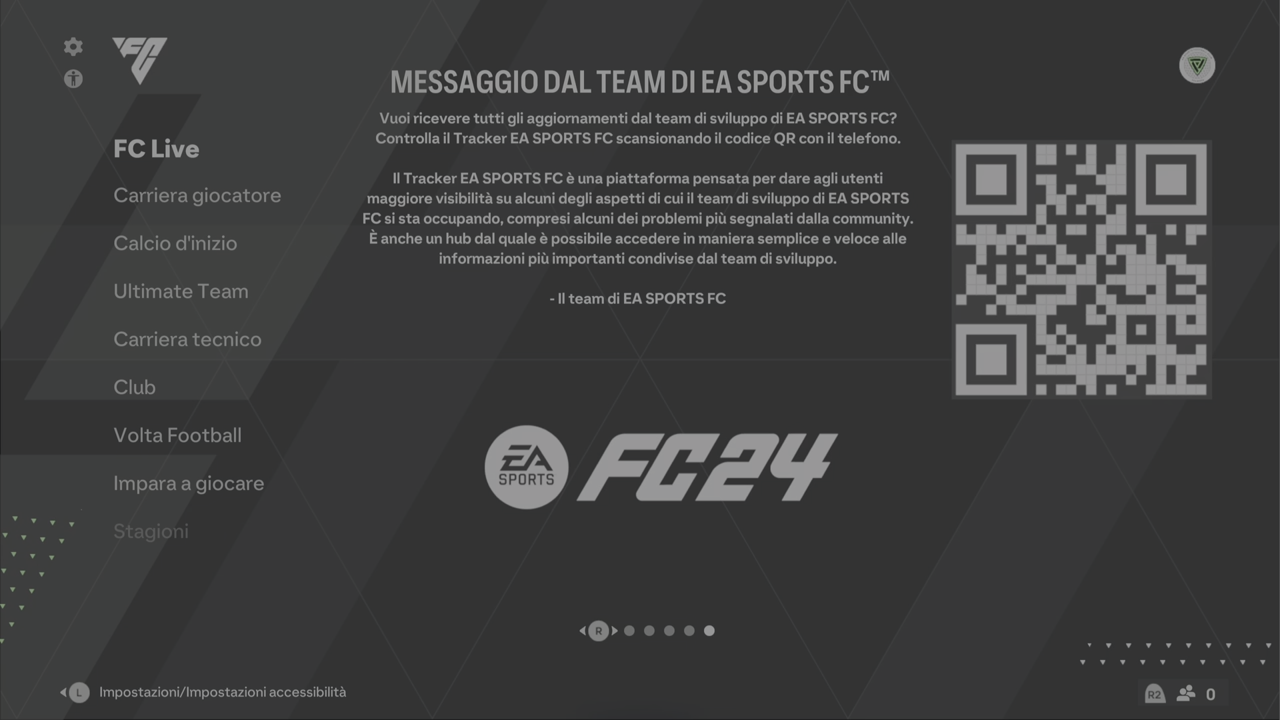 FC
MESSAGGIO DAL TEAM DI EA SPORTS FC™
Vuoi ricevere tutti gli aggiornamenti dal team di sviluppo di EA SPORTS FC?
Controlla il Tracker EA SPORTS FC scansionando il codice QR con il telefono.
Il Tracker EA SPORTS FC è una piattaforma pensata per dare agli utenti
maggiore visibilità su alcuni degli aspetti di cui il team di sviluppo di EA SPORTS
FC si sta occupando, compresi alcuni dei problemi più segnalati dalla community.
È anche un hub dal quale è possibile accedere in maniera semplice e veloce alle
informazioni più importanti condivise dal team di sviluppo.
- Il team di EA SPORTS FC
FC Live
Carriera giocatore
Calcio d'inizio
Ultimate Team
Carriera tecnico
Club
Volta Football
Impara a giocare
Stagioni
EA SPORTS FC24
R
L Impostazioni/Impostazioni accessibilità
R2 0